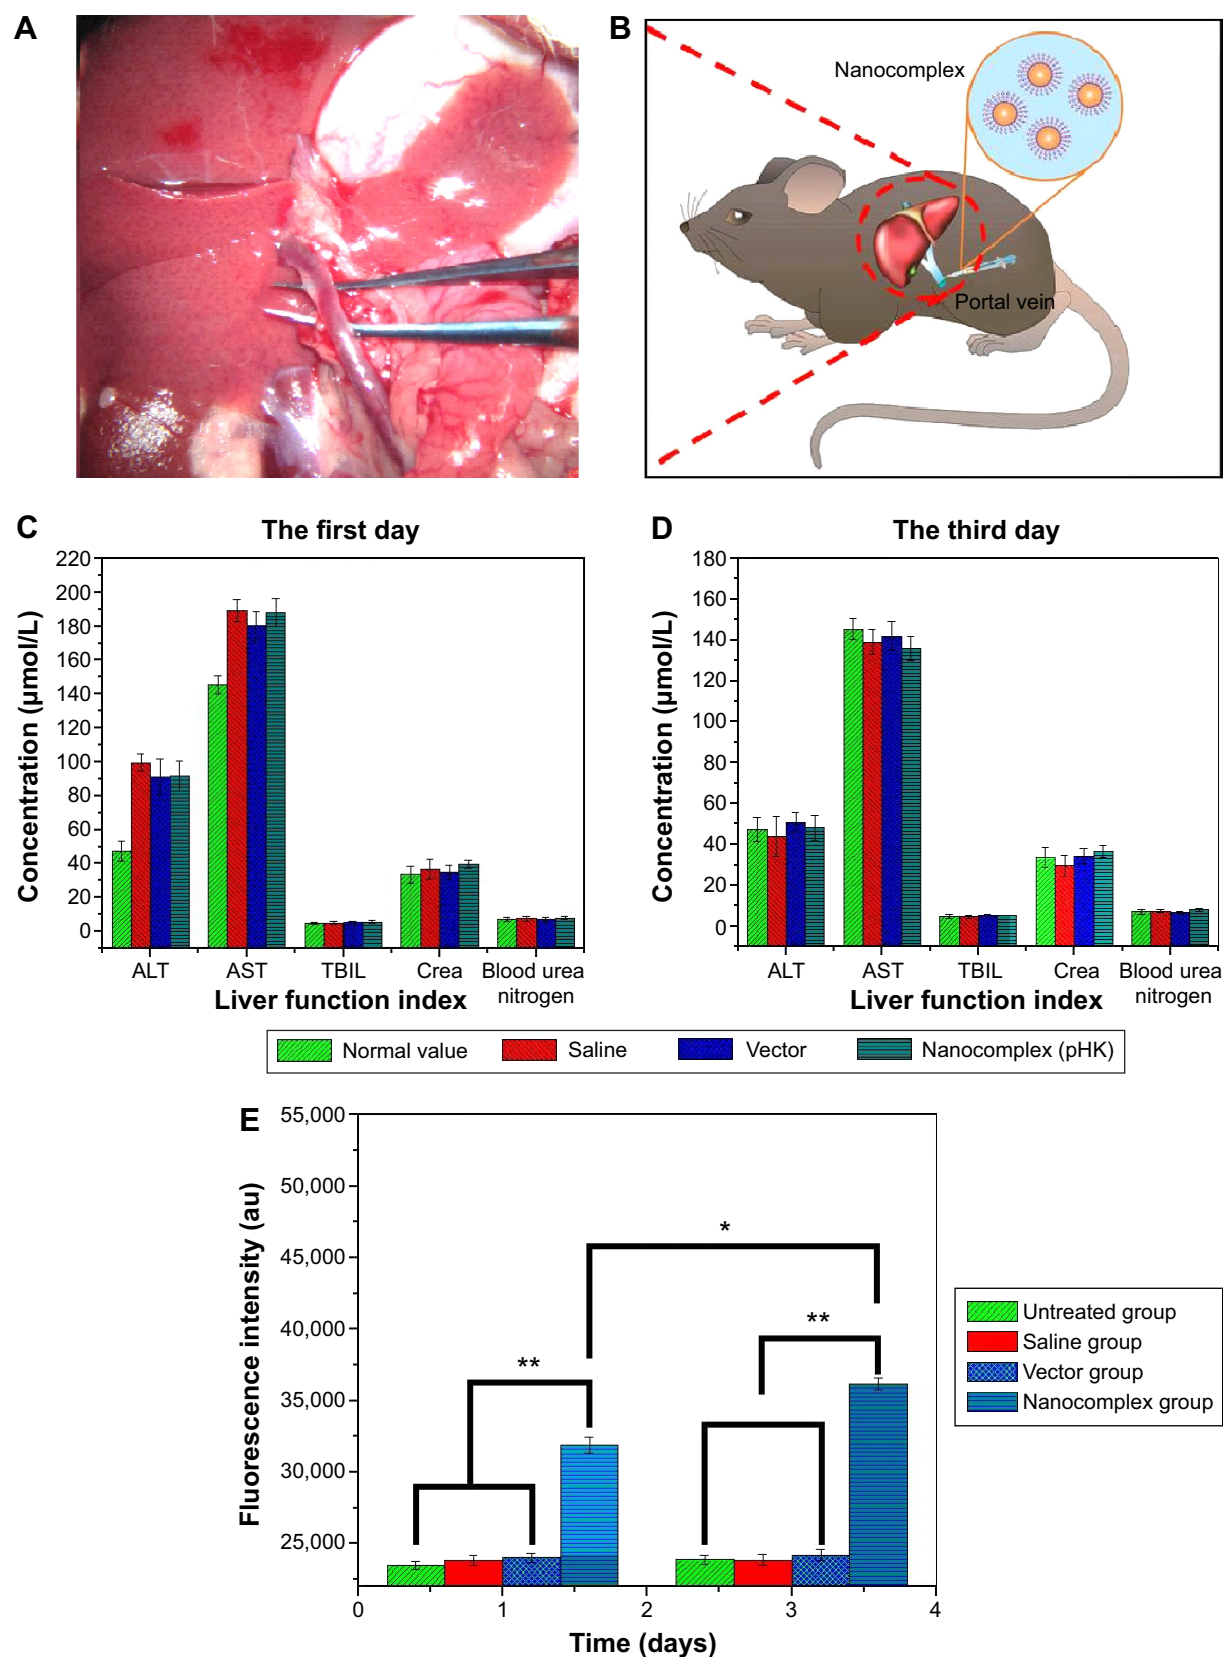 A
B
Nanocomplex
Portal vein
C
The first day
Concentration (µmol/L)
220
200
180
160
140
120
100
80
60
40
20
0
ALT
AST
TBIL
Crea
Blood urea
nitrogen
Liver function index
D
The third day
Concentration (µmol/L)
180
160
140
120
100
80
60
40
20
0
ALT
AST
TBIL
Crea
Blood urea
nitrogen
Liver function index
Normal value
Saline
Vector
Nanocomplex (pHK)
E
Fluorescence intensity (au)
55,000
50,000
45,000
40,000
35,000
30,000
25,000
**
*
**
0
1
2
3
4
Time (days)
Untreated group
Saline group
Vector group
Nanocomplex group